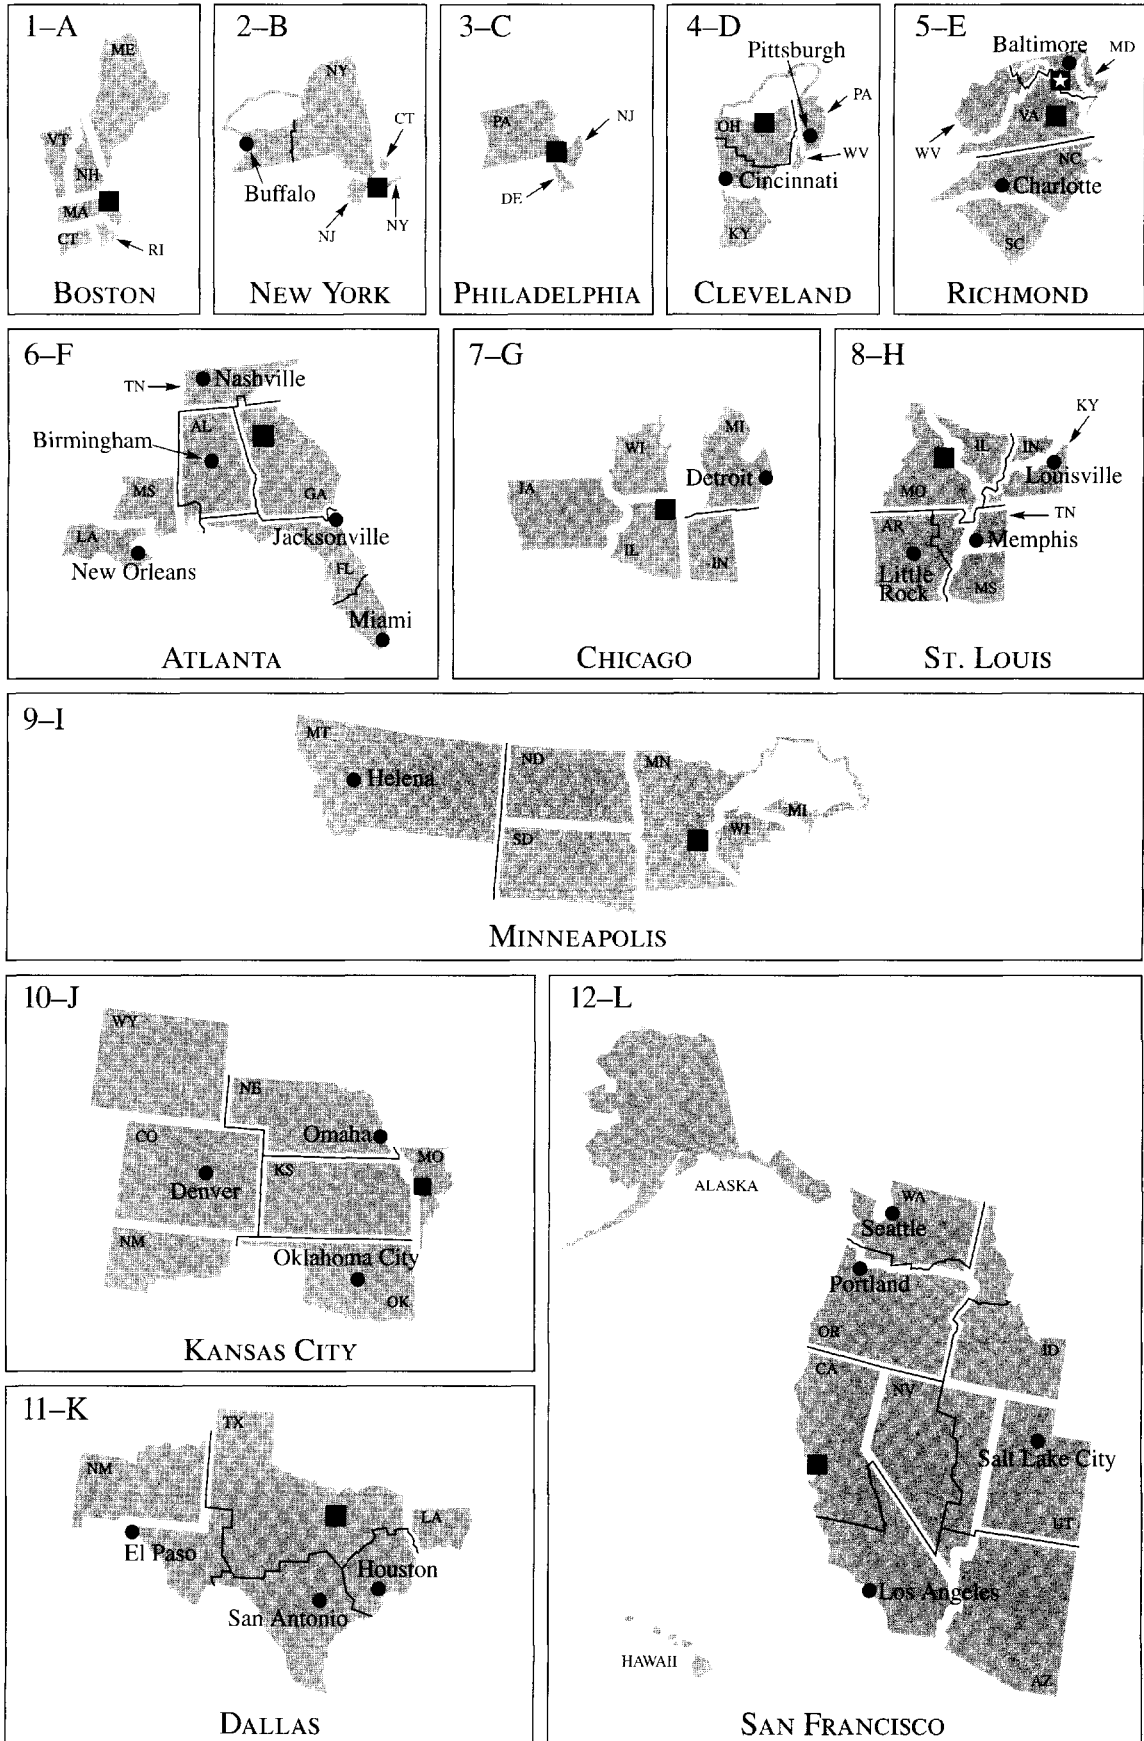 1–A
ME
VT
NH
MA
CT
RI
BOSTON
2–B
NY
CT
Buffalo
NJ
NY
NEW YORK
3–C
PA
NJ
DE
PHILADELPHIA
4–D
Pittsburgh
PA
OH
WV
Cincinnati
KY
CLEVELAND
5–E
Baltimore
MD
VA
WV
NC
Charlotte
SC
RICHMOND
6–F
TN
Nashville
AL
Birmingham
MS
GA
LA
Jacksonville
New Orleans
FL
Miami
ATLANTA
7–G
WI
MI
Detroit
IA
IL
IN
CHICAGO
8–H
KY
IL
IN
Louisville
MO
TN
AR
Memphis
Little
Rock
MS
ST. LOUIS
9–I
MT
ND
MN
Helena
MI
WI
SD
MINNEAPOLIS
10–J
WY
NE
Omaha
CO
MO
KS
Denver
NM
Oklahoma City
OK
KANSAS CITY
11–K
TX
NM
LA
El Paso
Houston
San Antonio
DALLAS
12–L
ALASKA
WA
Seattle
Portland
OR
ID
CA
NV
Salt Lake City
UT
Los Angeles
HAWAII
AZ
SAN FRANCISCO